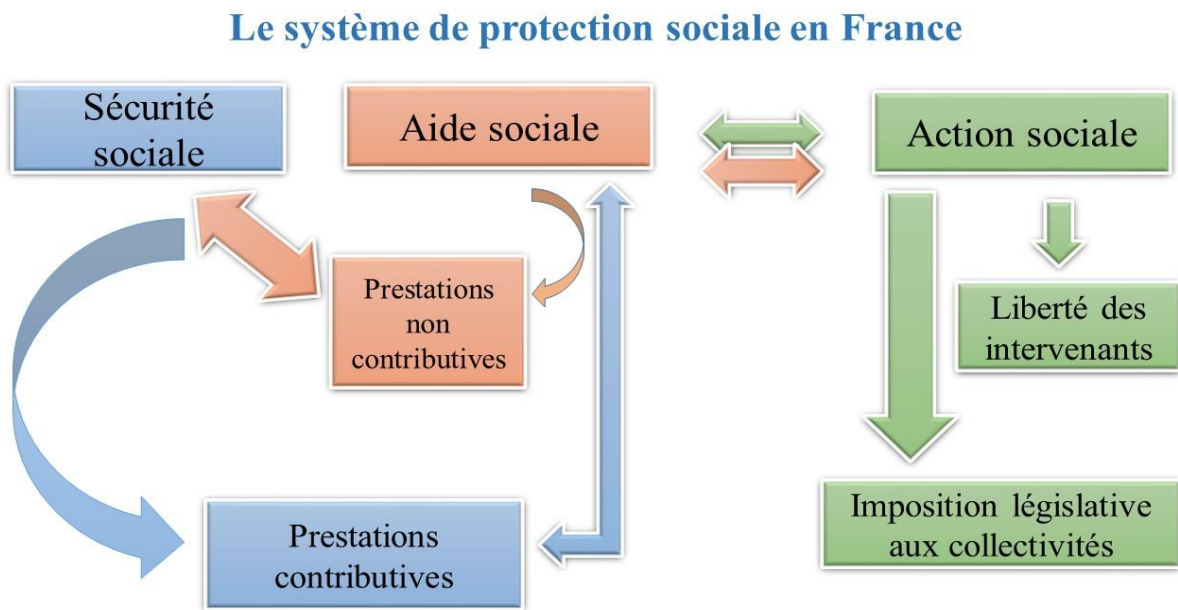 Le système de protection sociale en France
Sécurité
sociale
Aide sociale
Action sociale
Prestations
non
contributives
Liberté des
intervenants
Prestations
contributives
Imposition législative
aux collectivités